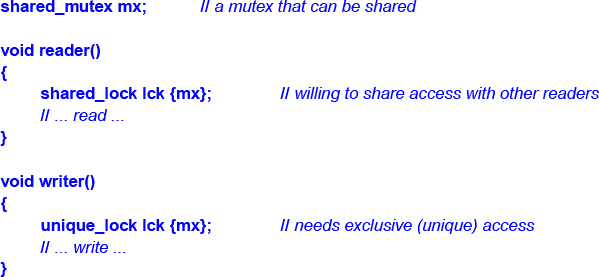 shared_mutex mx; // a mutex that can be shared
void reader()
{
shared_lock lck {mx}; // willing to share access with other readers
// ... read ...
}
void writer()
{
unique_lock lck {mx}; // needs exclusive (unique) access
// ... write ...
}